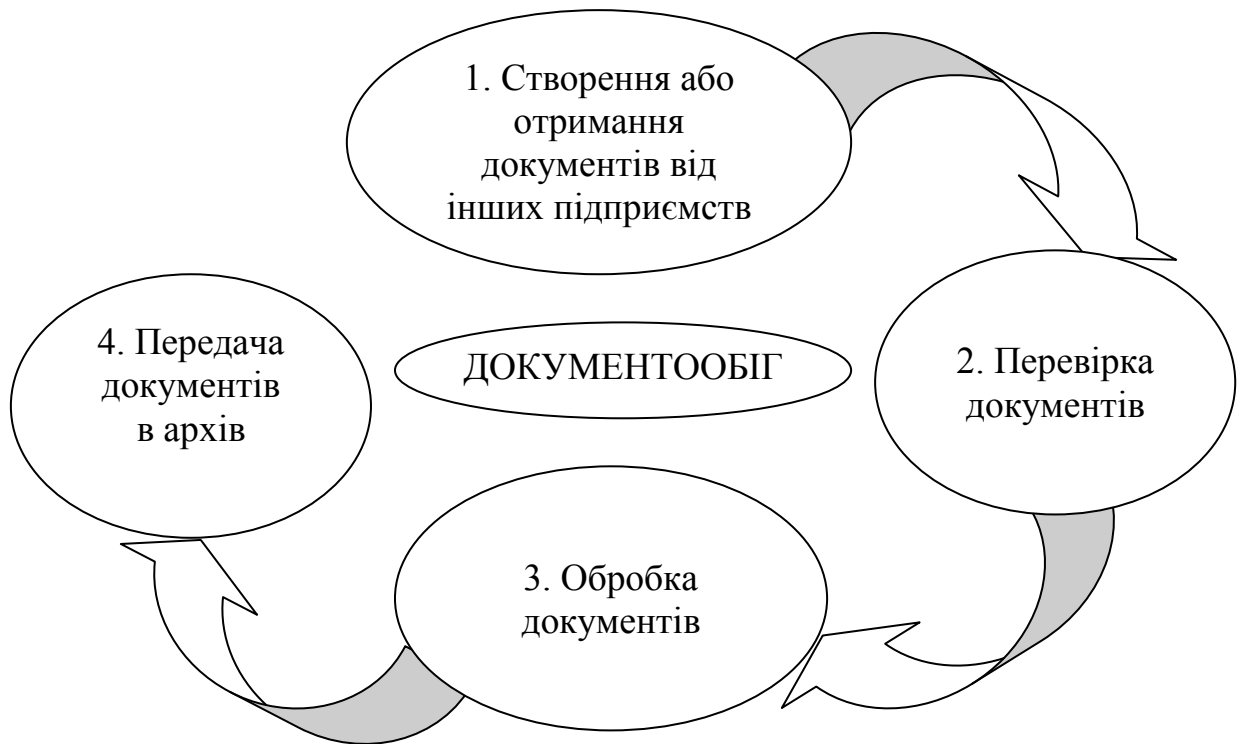 1. Створення або
отримання
документів від
інших підприємств
4. Передача
документів
в архів
ДОКУМЕНТООБІГ
2. Перевірка
документів
3. Обробка
документів